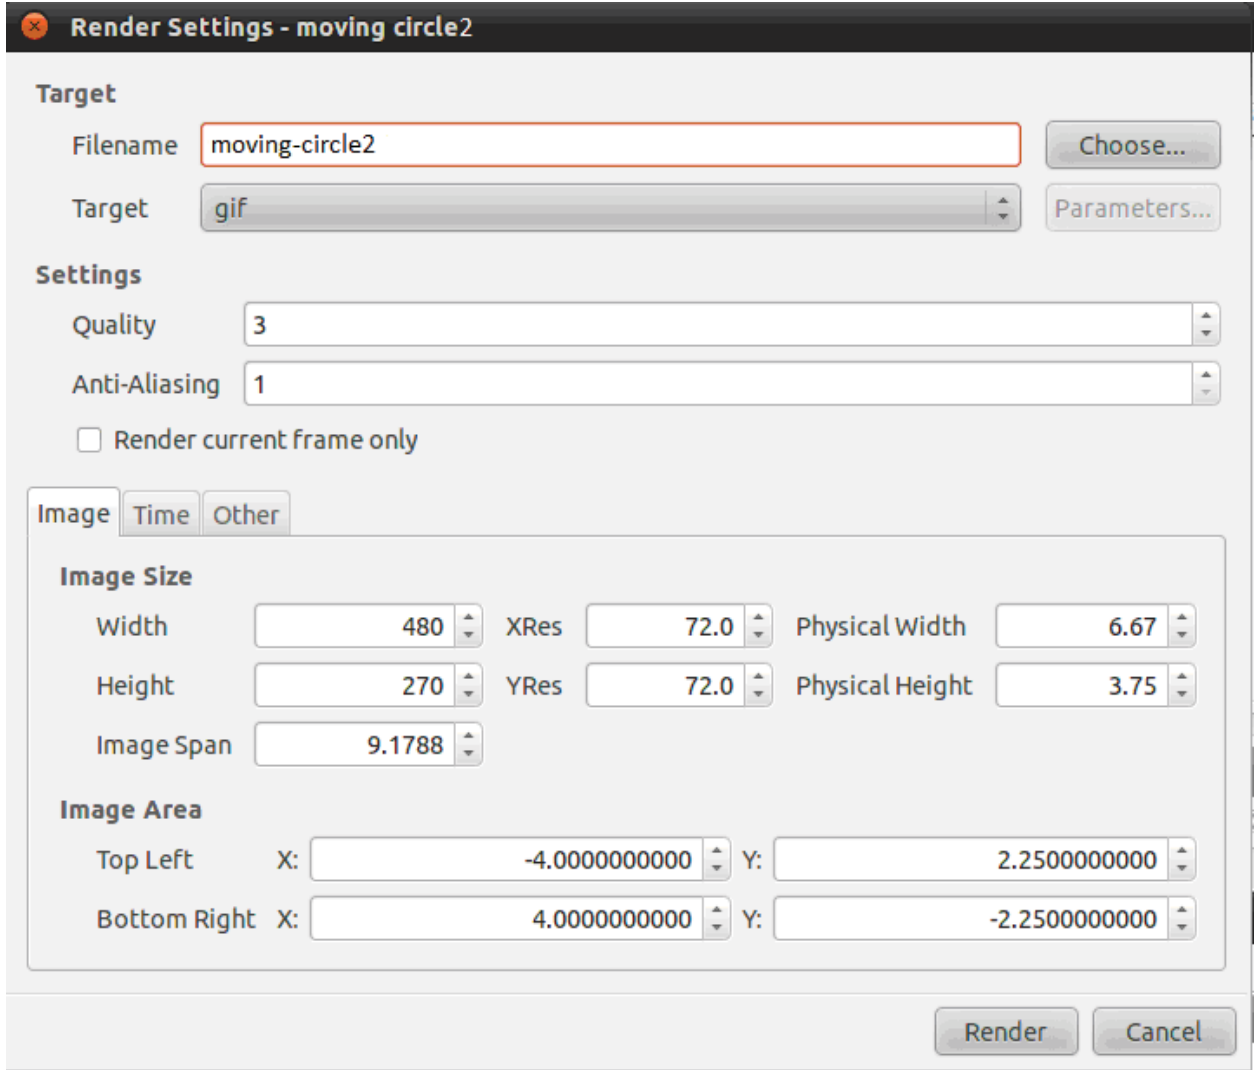 Render Settings - moving circle2
Target
Filename moving-circle2 Choose...
Target gif Parameters...
Settings
Quality 3
Anti-Aliasing 1
Render current frame only
Image Time Other
Image Size
Width 480 XRes 72.0 Physical Width 6.67
Height 270 YRes 72.0 Physical Height 3.75
Image Span 9.1788
Image Area
Top Left X: -4.0000000000 Y: 2.2500000000
Bottom Right X: 4.0000000000 Y: -2.2500000000
Render Cancel